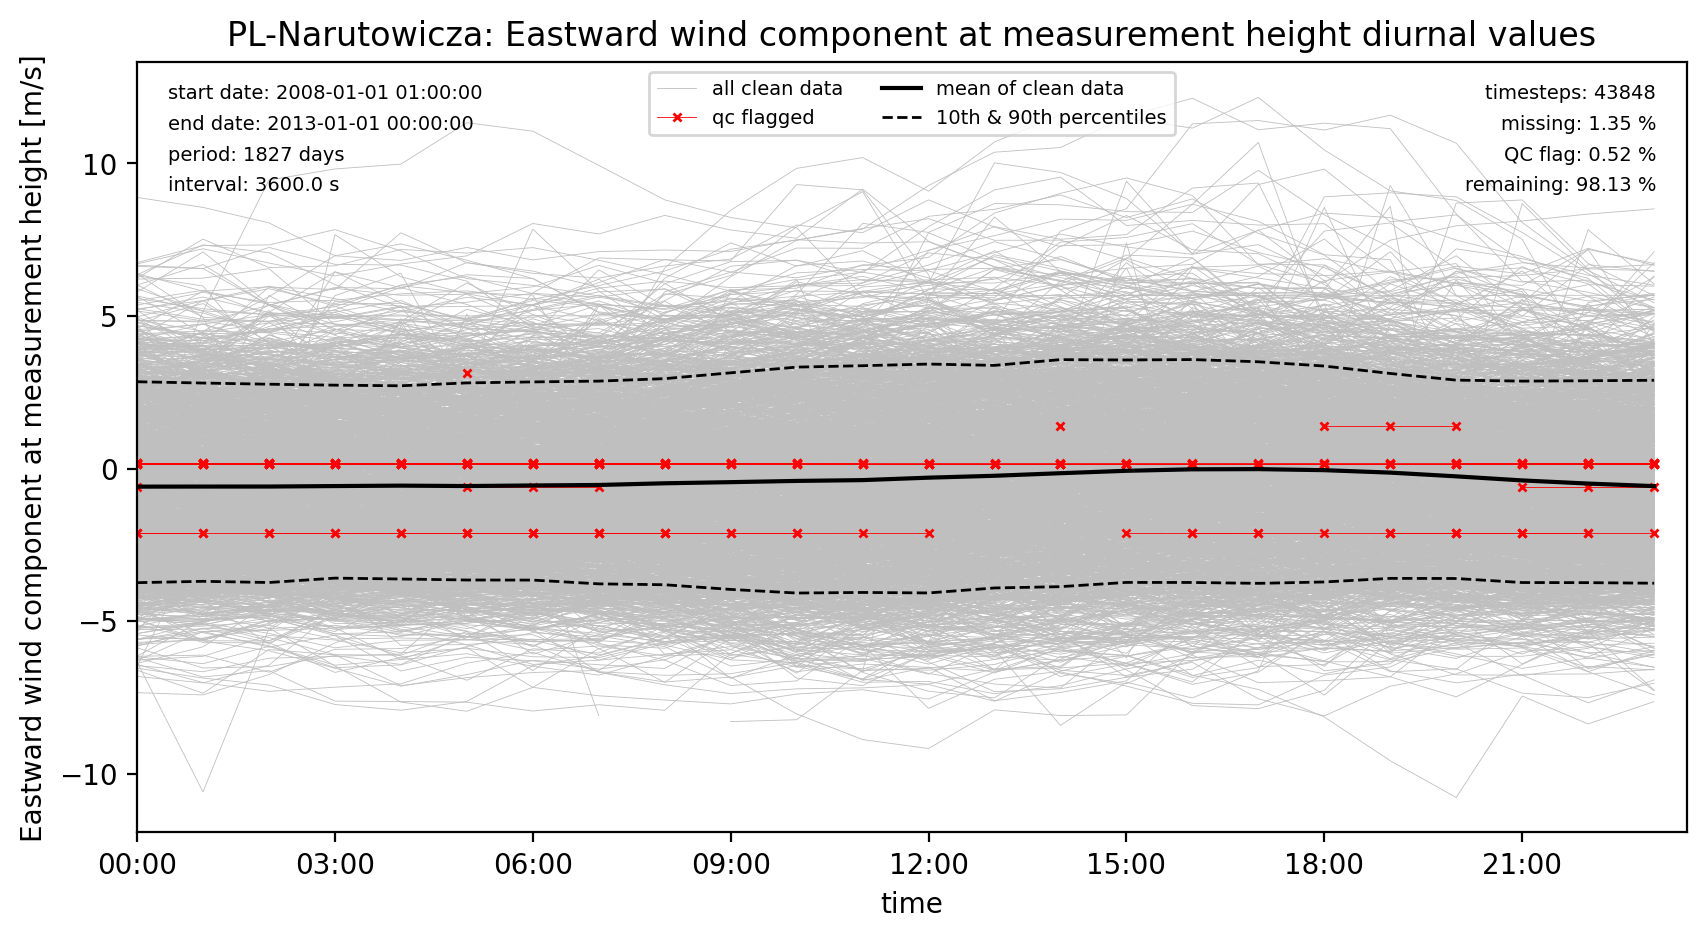 PL-Narutowicza: Eastward wind component at measurement height diurnal values
Eastward wind component at measurement height [m/s]
start date: 2008-01-01 01:00:00
end date: 2013-01-01 00:00:00
period: 1827 days
interval: 3600.0 s
all clean data
qc flagged
mean of clean data
10th & 90th percentiles
timesteps: 43848
missing: 1.35 %
QC flag: 0.52 %
remaining: 98.13 %
10
5
0
−5
−10
00:00 03:00 06:00 09:00 12:00 15:00 18:00 21:00
time